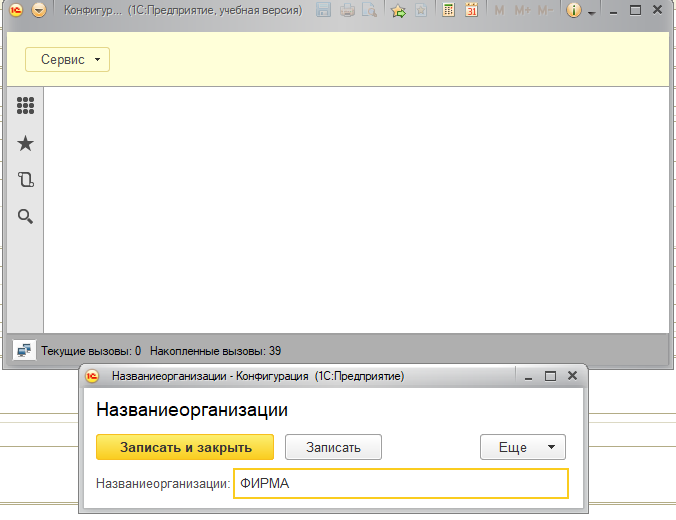 Конфигур... (1С:Предприятие, учебная версия) M M+ M-
Сервис
Текущие вызовы: 0 Накопленные вызовы: 39
Названиеорганизации - Конфигурация (1С:Предприятие)
Названиеорганизации
Записать и закрыть Записать Еще
Названиеорганизации: ФИРМА